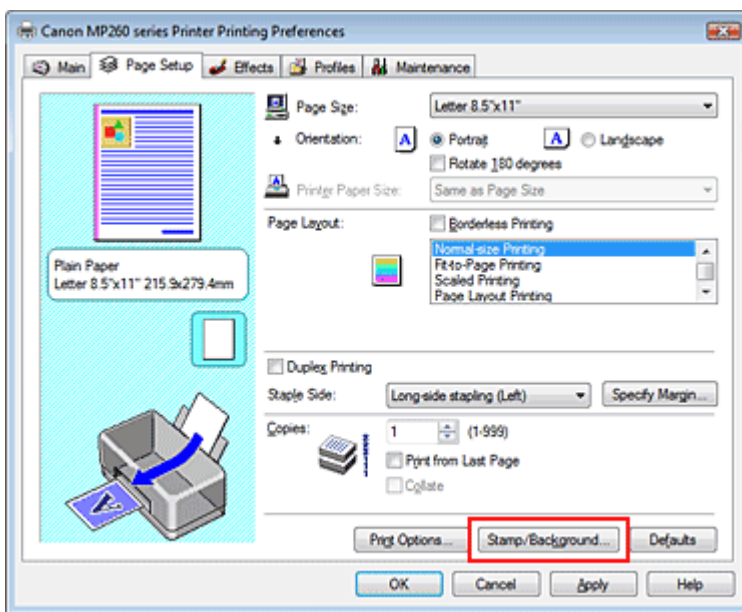 Canon MP260 series Printer Printing Preferences
Main Page Setup Effects Profiles Maintenance
Page Size: Letter 8.5"x11"
Orientation: A Portrait A Landscape
Rotate 180 degrees
Printer Paper Size: Same as Page Size
Page Layout: Borderless Printing
Normal-size Printing
Fit-to-Page Printing
Scaled Printing
Page Layout Printing
Plain Paper
Letter 8.5"x11" 215.9x279.4mm
Duplex Printing
Staple Side: Long-side stapling (Left) Specify Margin...
Copies: 1 (1-999)
Print from Last Page
Collate
A
Print Options... Stamp/Background... Defaults
OK Cancel Apply Help